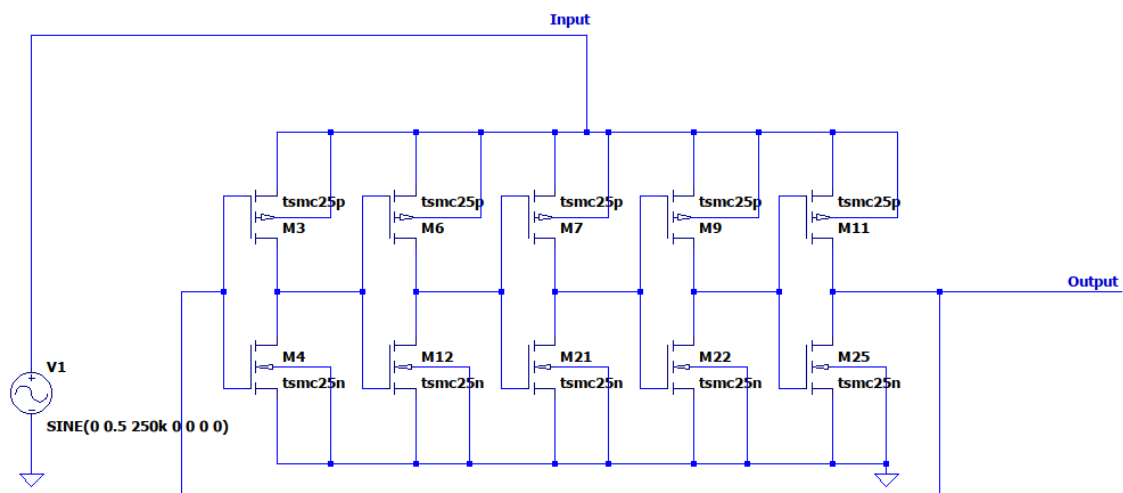 Input
tsmc25p tsmc25p tsmc25p tsmc25p tsmc25p
M3 M6 M7 M9 M11
Output
M4 M12 M21 M22 M25
V1
tsmc25n tsmc25n tsmc25n tsmc25n tsmc25n
SINE(0 0.5 250k 0 0 0 0)